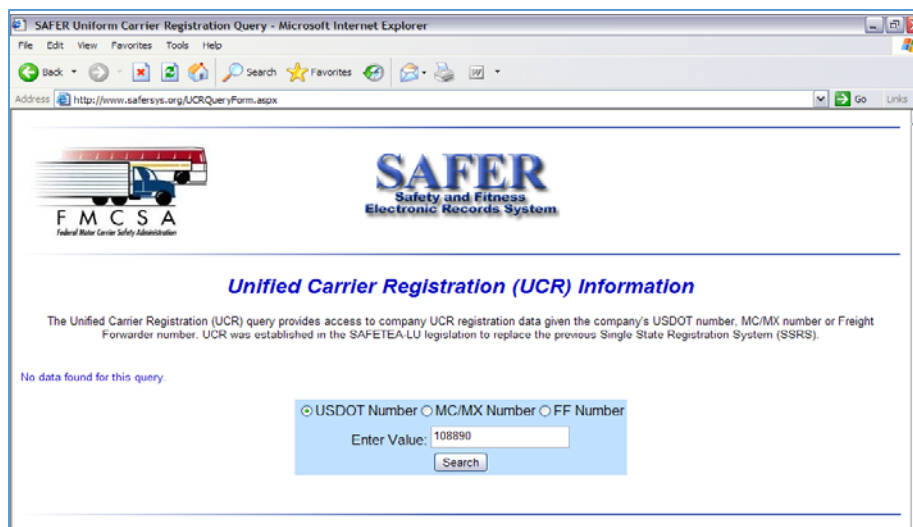 SAFER Uniform Carrier Registration Query - Microsoft Internet Explorer
File Edit View Favorites Tools Help
Back Search Favorites
Address http://www.safersys.org/UCRQueryForm.aspx Go Links
FMCSA
Federal Motor Carrier Safety Administration
SAFER
Safety and Fitness
Electronic Records System
Unified Carrier Registration (UCR) Information
The Unified Carrier Registration (UCR) query provides access to company UCR registration data given the company's USDOT number, MC/MX number or Freight
Forwarder number. UCR was established in the SAFETEA-LU legislation to replace the previous Single State Registration System (SSRS).
No data found for this query.
USDOT Number MC/MX Number FF Number
Enter Value: 108890
Search